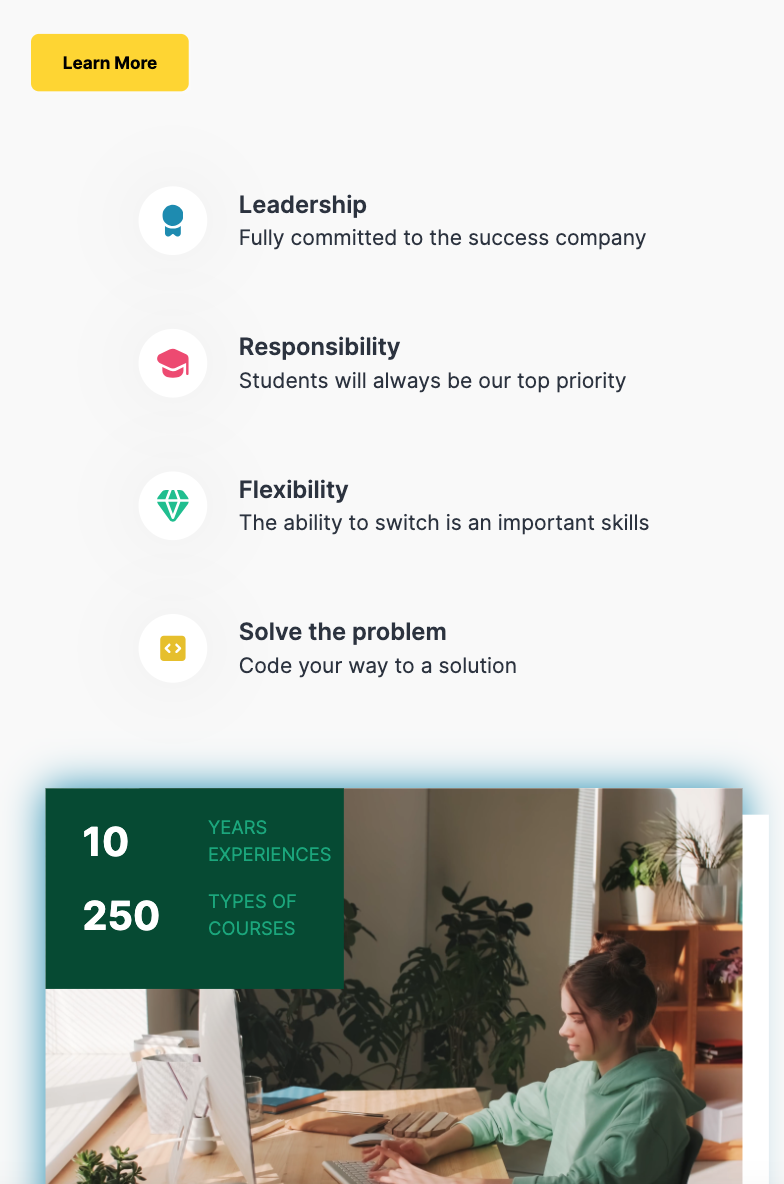 Learn More
Leadership
Fully committed to the success company
Responsibility
Students will always be our top priority
Flexibility
The ability to switch is an important skills
Solve the problem
Code your way to a solution
10
YEARS
EXPERIENCES
250
TYPES OF
COURSES